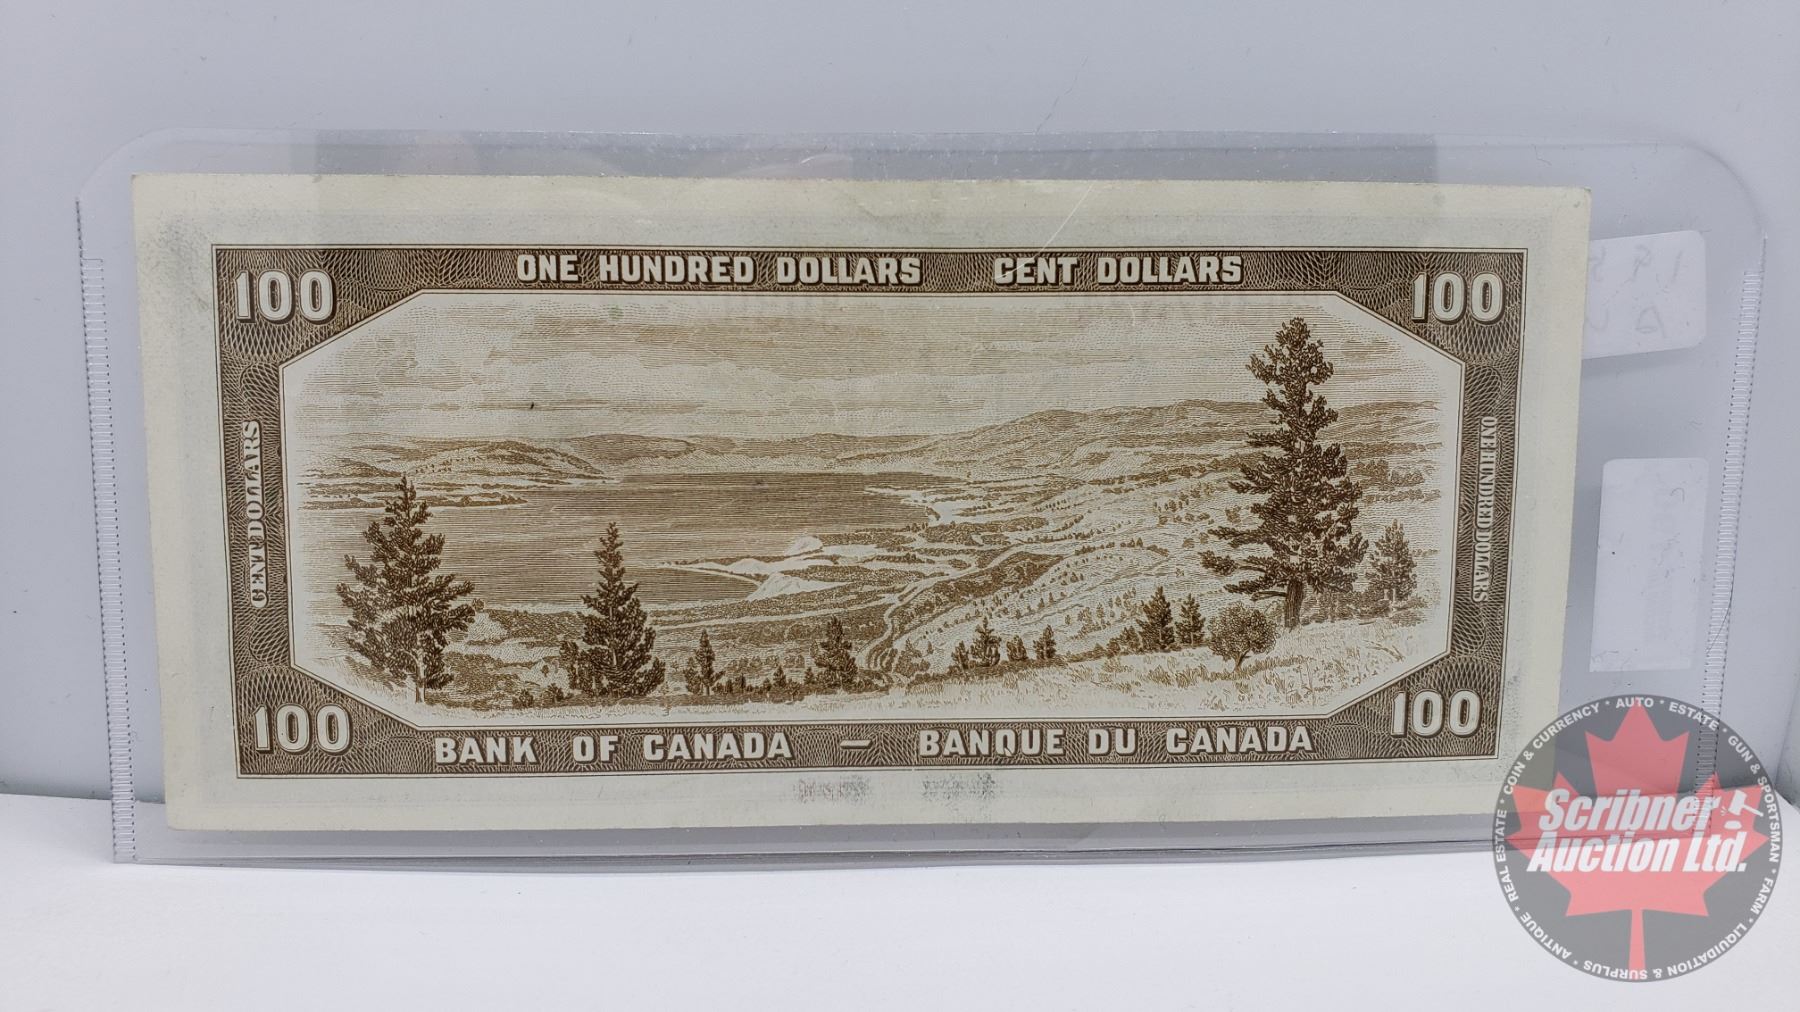 ONE HUNDRED DOLLARS CENT DOLLARS
100 100
CENT DOLLARS
ONE HUNDRED DOLLARS
100 100
BANK OF CANADA — BANQUE DU CANADA
Scribner
Auction Ltd.
COIN & CURRENCY * AUTO * ESTATE * GUN & SPORTSMAN * FARM * LIQUIDATION & SURPLUS * ANTIQUE * REAL ESTATE *